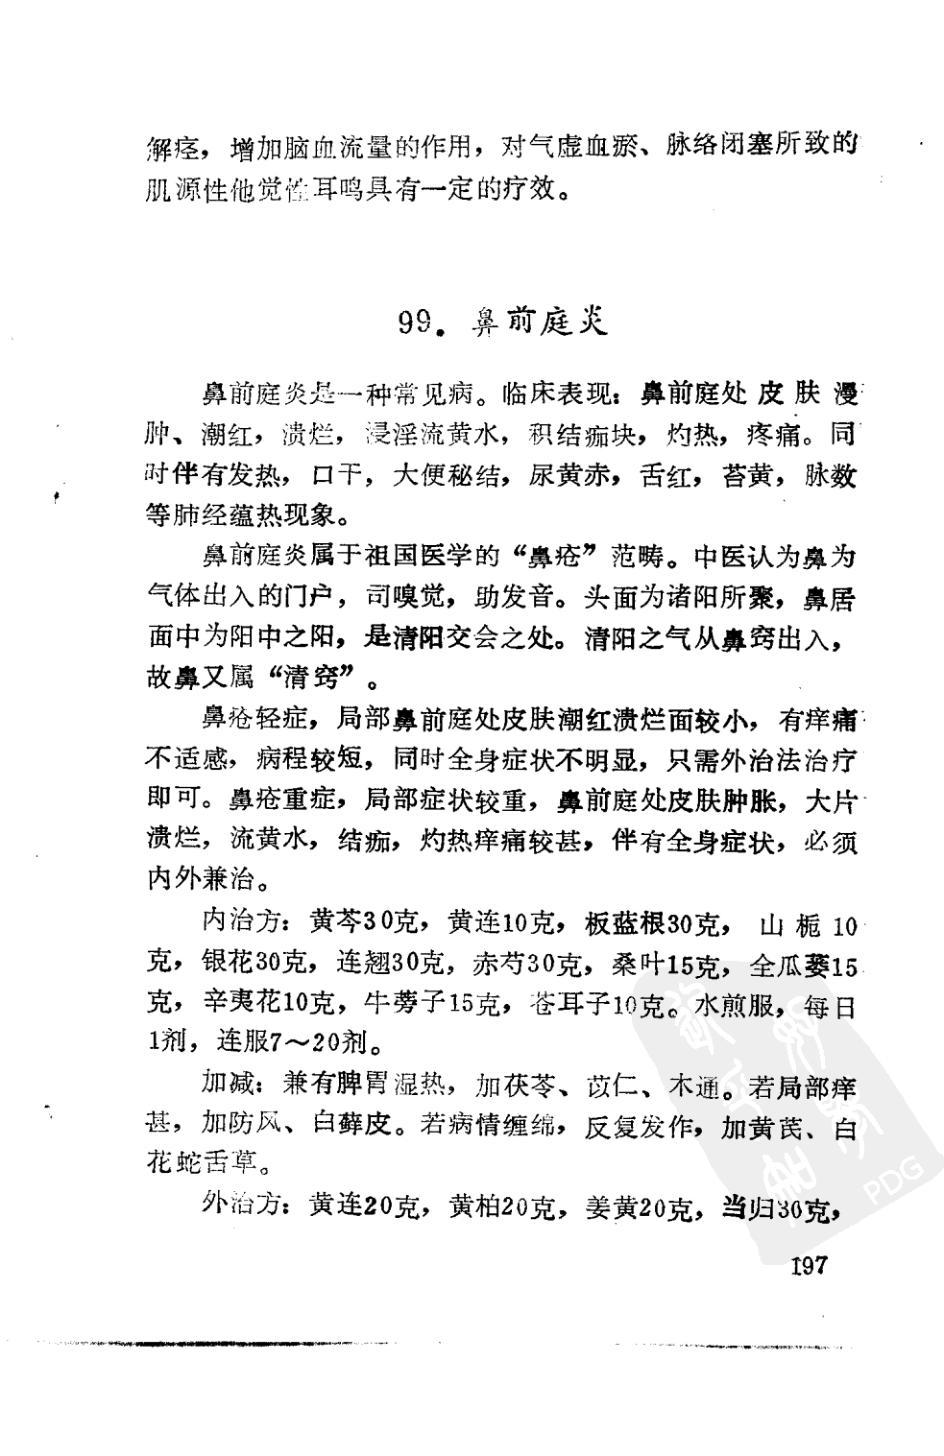 解痉，增加脑血流量的作用，对气虚血瘀、脉络闭塞所致的
肌源性他觉性耳鸣具有一定的疗效。
99．鼻前庭炎
鼻前庭炎是一种常见病。临床表现：鼻前庭处皮肤漫
肿、潮红，溃烂，浸淫流黄水，积结痂块，灼热，疼痛。同
时伴有发热，口干，大便秘结，尿黄赤，舌红，苔黄，脉数
等肺经蕴热现象。
鼻前庭炎属于祖国医学的“鼻疮”范畴。中医认为鼻为
气体出入的门户，司嗅觉，助发音。头面为诸阳所聚，鼻居
面中为阳中之阳，是清阳交会之处。清阳之气从鼻窍出入，
故鼻又属“清窍”。
鼻疮轻症，局部鼻前庭处皮肤潮红溃烂面较小，有痒痛
不适感，病程较短，同时全身症状不明显，只需外治法治疗
即可。鼻疮重症，局部症状较重，鼻前庭处皮肤肿胀，大片
溃烂，流黄水，结痂，灼热痒痛较甚，伴有全身症状，必须
内外兼治。
内治方：黄芩30克，黄连10克，板蓝根30克，山栀10
克，银花30克，连翘30克，赤芍30克，桑叶15克，全瓜蒌15
克，辛夷花10克，牛蒡子15克，苍耳子10克。水煎服，每日
1剂，连服7～20剂。
加减：兼有脾胃湿热，加茯苓、苡仁、木通。若局部痒
甚，加防风、白藓皮。若病情缠绵，反复发作，加黄芪、白
花蛇舌草。
外治方：黄连20克，黄柏20克，姜黄20克，当归30克，
PDG
197